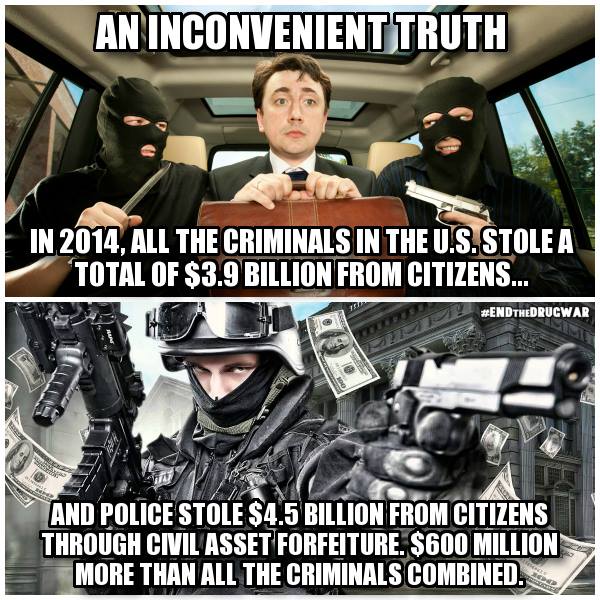 AN INCONVENIENT TRUTH
IN 2014, ALL THE CRIMINALS IN THE U.S. STOLE A
TOTAL OF $3.9 BILLION FROM CITIZENS...
#ENDTHEDRUGWAR
AND POLICE STOLE $4.5 BILLION FROM CITIZENS
THROUGH CIVIL ASSET FORFEITURE. $600 MILLION
MORE THAN ALL THE CRIMINALS COMBINED.
100